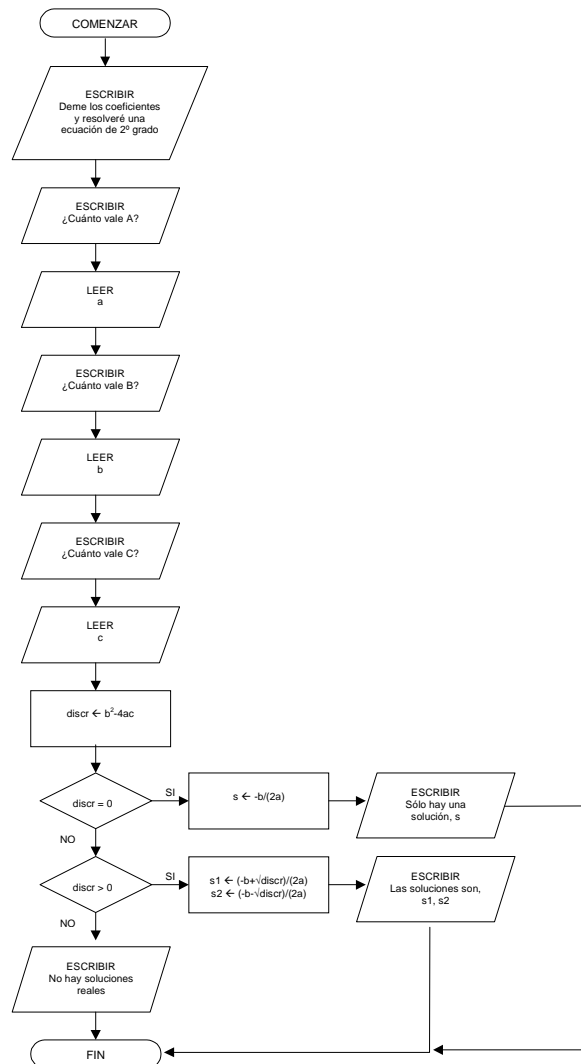 COMENZAR
ESCRIBIR
Deme los coeficientes
y resolveré una
ecuación de 2º grado
ESCRIBIR
¿Cuánto vale A?
LEER
a
ESCRIBIR
¿Cuánto vale B?
LEER
b
ESCRIBIR
¿Cuánto vale C?
LEER
c
discr ← b²-4ac
discr = 0
SI
s ← -b/(2a)
ESCRIBIR
Sólo hay una
solución, s
NO
discr > 0
SI
s1 ← (-b+√discr)/(2a)
s2 ← (-b-√discr)/(2a)
ESCRIBIR
Las soluciones son,
s1, s2
NO
ESCRIBIR
No hay soluciones
reales
FIN